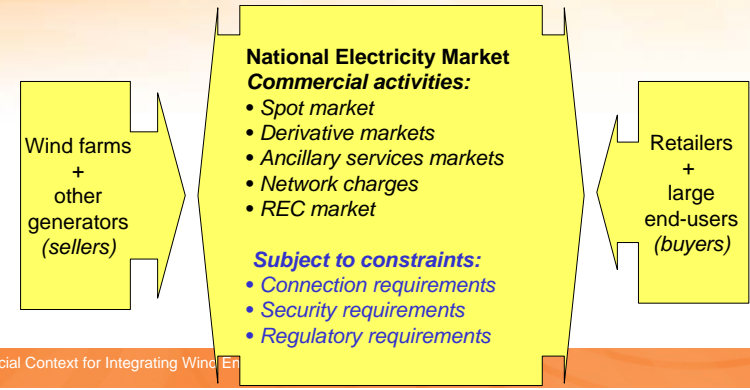 National Electricity Market
Commercial activities:
• Spot market
• Derivative markets
• Ancillary services markets
• Network charges
• REC market
Subject to constraints:
• Connection requirements
• Security requirements
• Regulatory requirements
Wind farms
+
other
generators
(sellers)
Retailers
+
large
end-users
(buyers)
Context for Integrating Wind